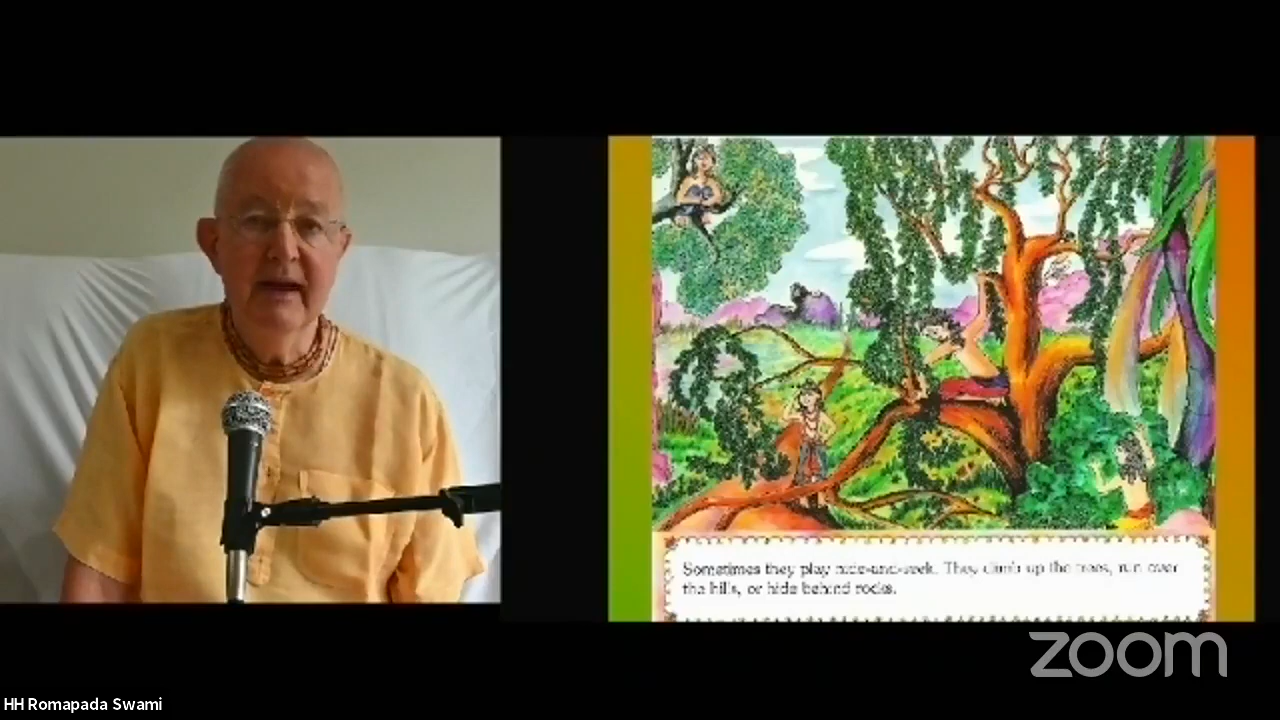 Sometimes they play hide-and-seek. They climb up the trees, run over
the hills, or hide behind rocks.
zoom
HH Romapada Swami